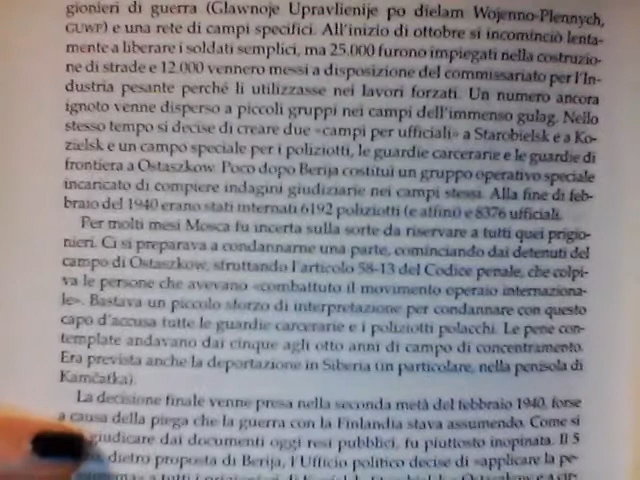 gionieri di guerra (Glawnoje Upravlienije po dielam Wojenno-Plennych,
GUWP) e una rete di campi specifici. All'inizio di ottobre si incominciò lenta-
mente a liberare i soldati semplici, ma 25.000 furono impiegati nella costruzio-
ne di strade e 12.000 vennero messi a disposizione del commissariato per l'In-
dustria pesante perché li utilizzasse nei lavori forzati. Un numero ancora
ignoto venne disperso a piccoli gruppi nei campi dell'immenso gulag. Nello
stesso tempo si decise di creare due «campi per ufficiali» a Starobielsk e a Ko-
zielsk e un campo speciale per i poliziotti, le guardie carcerarie e le guardie di
frontiera a Ostaszkow. Poco dopo Berija costituì un gruppo operativo speciale
incaricato di compiere indagini giudiziarie nei campi stessi. Alla fine di feb-
braio del 1940 erano stati internati 6192 poliziotti (e affini) e 8376 ufficiali.
Per molti mesi Mosca fu incerta sulla sorte da riservare a tutti quei prigio-
nieri. Ci si preparava a condannarne una parte, cominciando dai detenuti del
campo di Ostaszkow, sfruttando l'articolo 58-13 del Codice penale, che colpi-
va le persone che avevano «combattuto il movimento operaio internaziona-
le». Bastava un piccolo sforzo di interpretazione per condannare con questo
capo d'accusa tutte le guardie carcerarie e i poliziotti polacchi. Le pene con-
template andavano dai cinque agli otto anni di campo di concentramento.
Era prevista anche la deportazione in Siberia (in particolare, nella penisola di
Kamčatka).
La decisione finale venne presa nella seconda metà del febbraio 1940, forse
a causa della piega che la guerra con la Finlandia stava assumendo. Come si
giudicare dai documenti oggi resi pubblici, fu piuttosto inopinata. Il 5
dietro proposta di Berija, l'Ufficio politico decise di «applicare la pe-
a tutti i prigionieri di